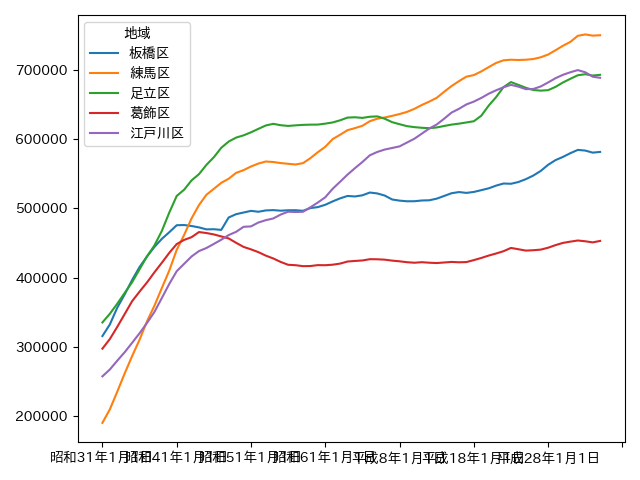 地域
板橋区
練馬区
足立区
葛飾区
江戸川区
700000
600000
500000
400000
300000
200000
昭和31年1月1日
昭和41年1月1日
昭和51年1月1日
昭和61年1月1日
平成8年1月1日
平成18年1月1日
平成28年1月1日